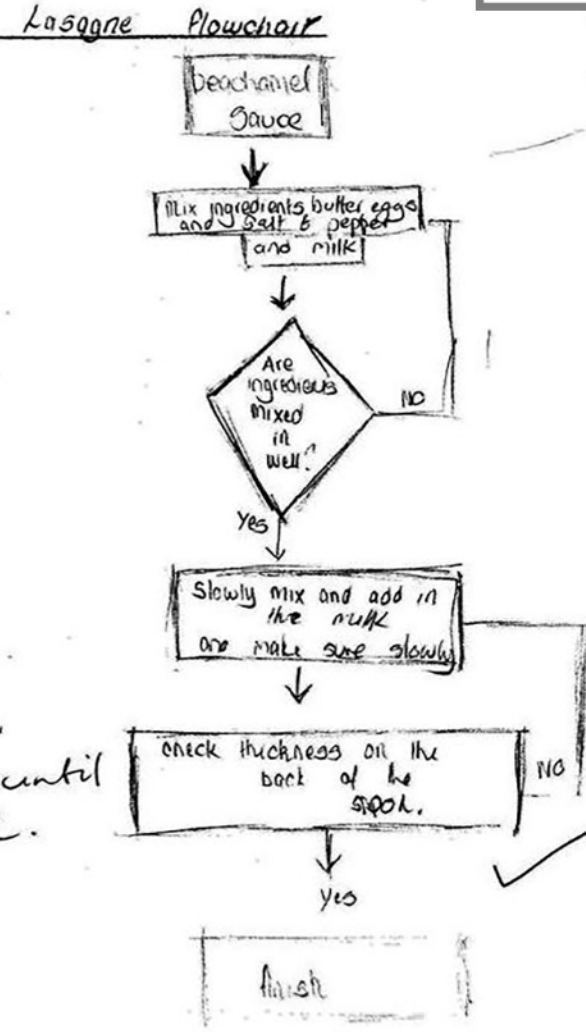 Lasagne Flowchart
beachamel
Sauce
Mix ingredients, butter eggs
and salt & pepper
and milk
Are
ingredients
mixed
in
well?
NO
Yes
Slowly mix and add in
the milk
and make sure slowly
until
check thickness on the
back of the
spoon.
NO
Yes
finish